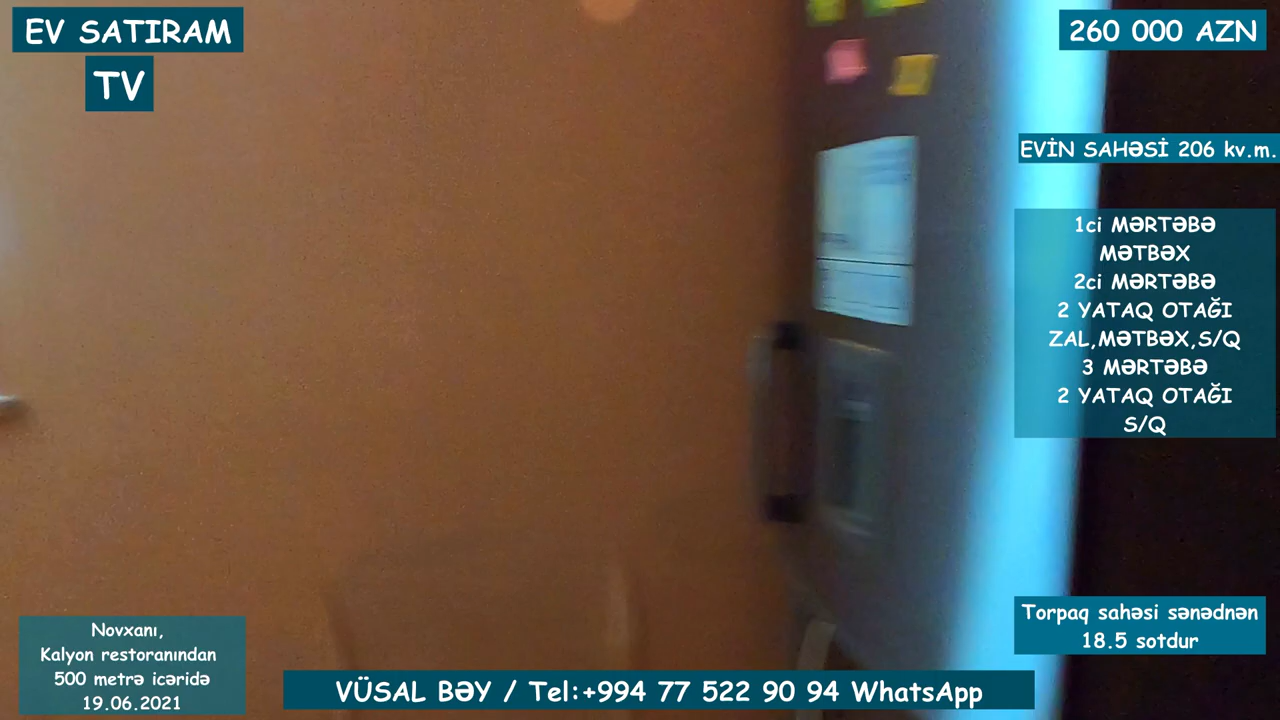 EV SATIRAM
TV
260 000 AZN
EVİN SAHƏSİ 206 kv.m.
1ci MƏRTƏBƏ
MƏTBƏX
2ci MƏRTƏBƏ
2 YATAQ OTAĞI
ZAL,MƏTBƏX,S/Q
3 MƏRTƏBƏ
2 YATAQ OTAĞI
S/Q
Torpaq sahəsi sənədnən
18.5 sotdur
Novxanı,
Kalyon restoranından
500 metrə icəridə
19.06.2021
VÜSAL BƏY / Tel:+994 77 522 90 94 WhatsApp